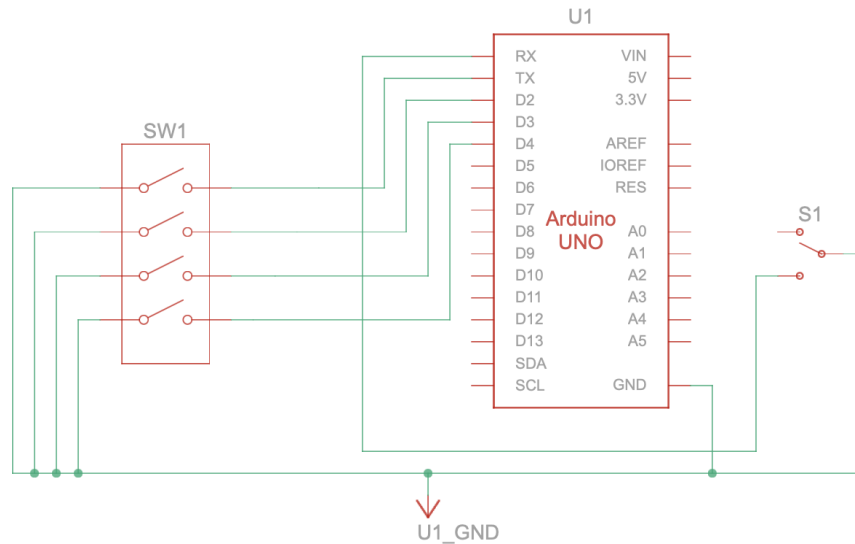 U1
RX
VIN
TX
5V
D2
3.3V
D3
SW1
D4
AREF
D5
IOREF
D6
RES
D7
S1
Arduino
UNO
D8
A0
D9
A1
D10
A2
D11
A3
D12
A4
D13
A5
SDA
SCL
GND
U1_GND